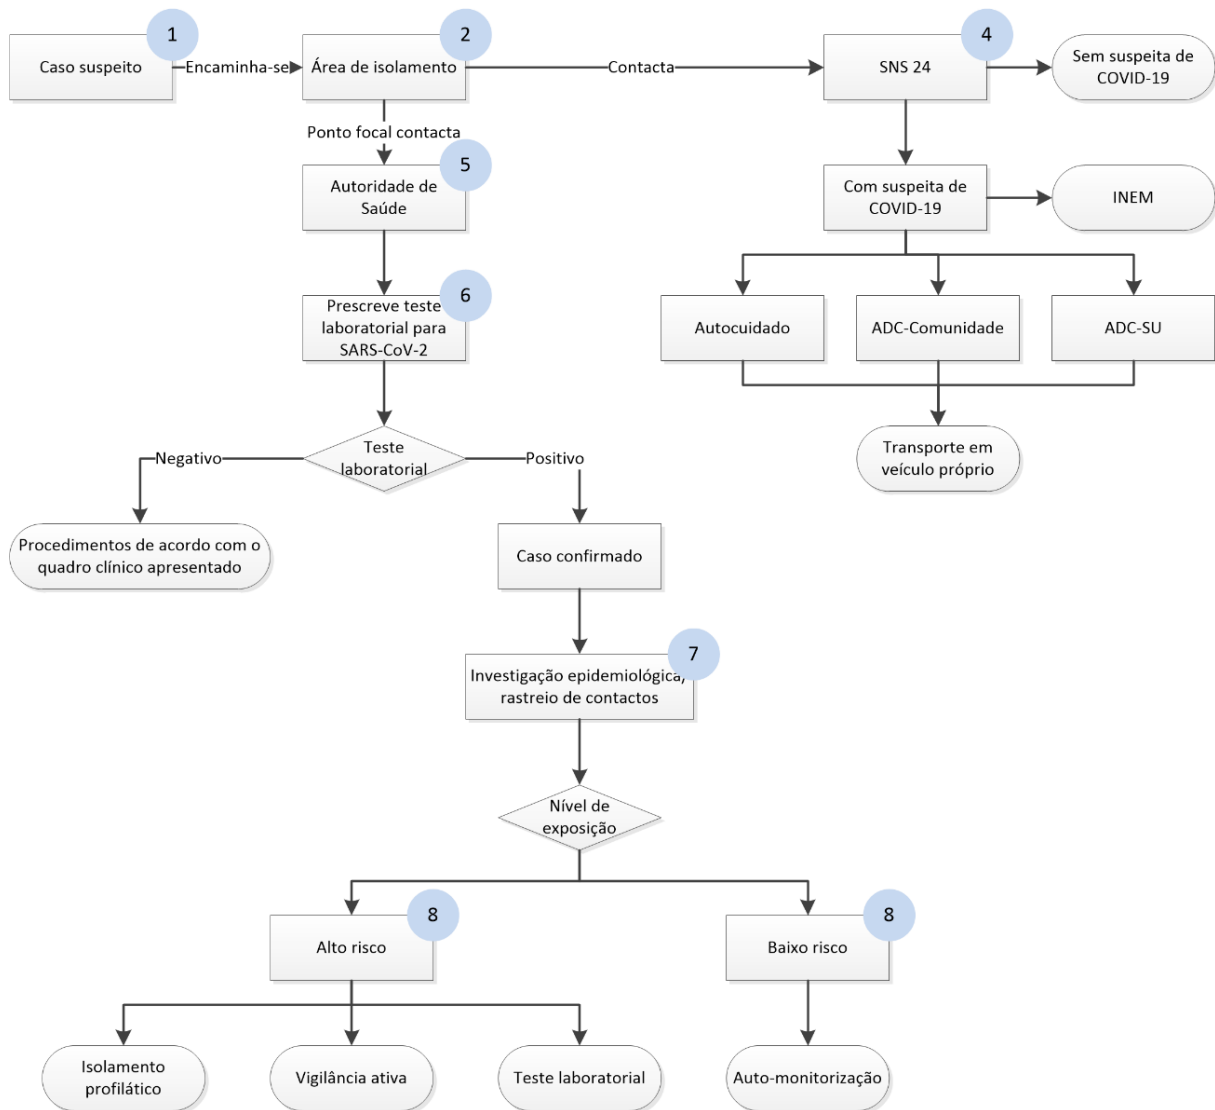 1
2
4
Caso suspeito
Encaminha-se
Área de isolamento
Contacta
SNS 24
Sem suspeita de
COVID-19
Ponto focal contacta
5
Autoridade de
Saúde
Com suspeita de
COVID-19
INEM
6
Prescreve teste
laboratorial para
SARS-CoV-2
Autocuidado
ADC-Comunidade
ADC-SU
Negativo
Teste
laboratorial
Positivo
Transporte em
veículo próprio
Procedimentos de acordo com o
quadro clínico apresentado
Caso confirmado
7
Investigação epidemiológica,
rastreio de contactos
Nível de
exposição
8
Alto risco
8
Baixo risco
Isolamento
profilático
Vigilância ativa
Teste laboratorial
Auto-monitorização